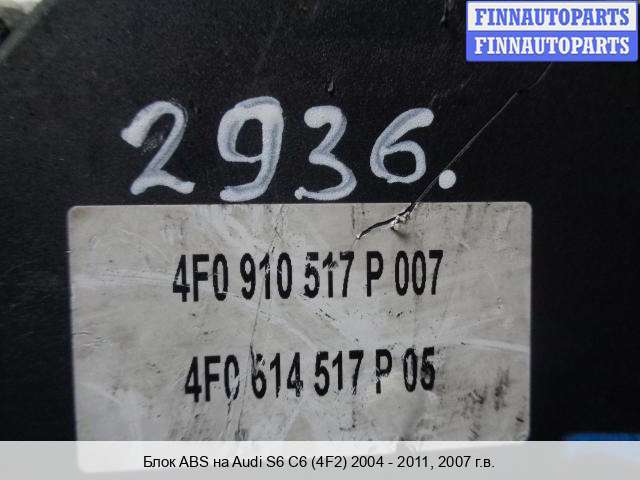 FINNAUTOPARTS
FINNAUTOPARTS
2936.
4F0 910 517 P 007
4F0 614 517 P 05
Блок ABS на Audi S6 C6 (4F2) 2004 - 2011, 2007 г.в.